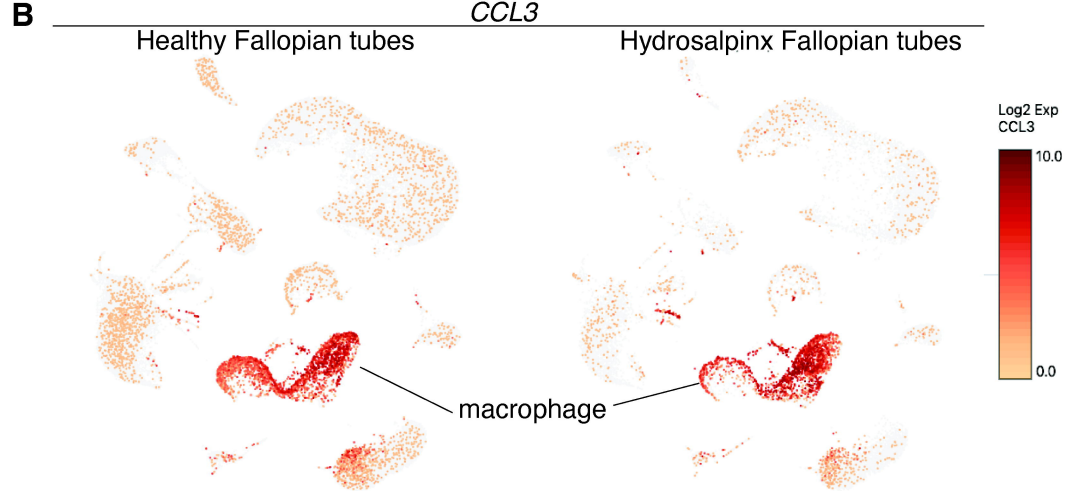 B
CCL3
Healthy Fallopian tubes
Hydrosalpinx Fallopian tubes
Log2 Exp
CCL3
10.0
0.0
macrophage